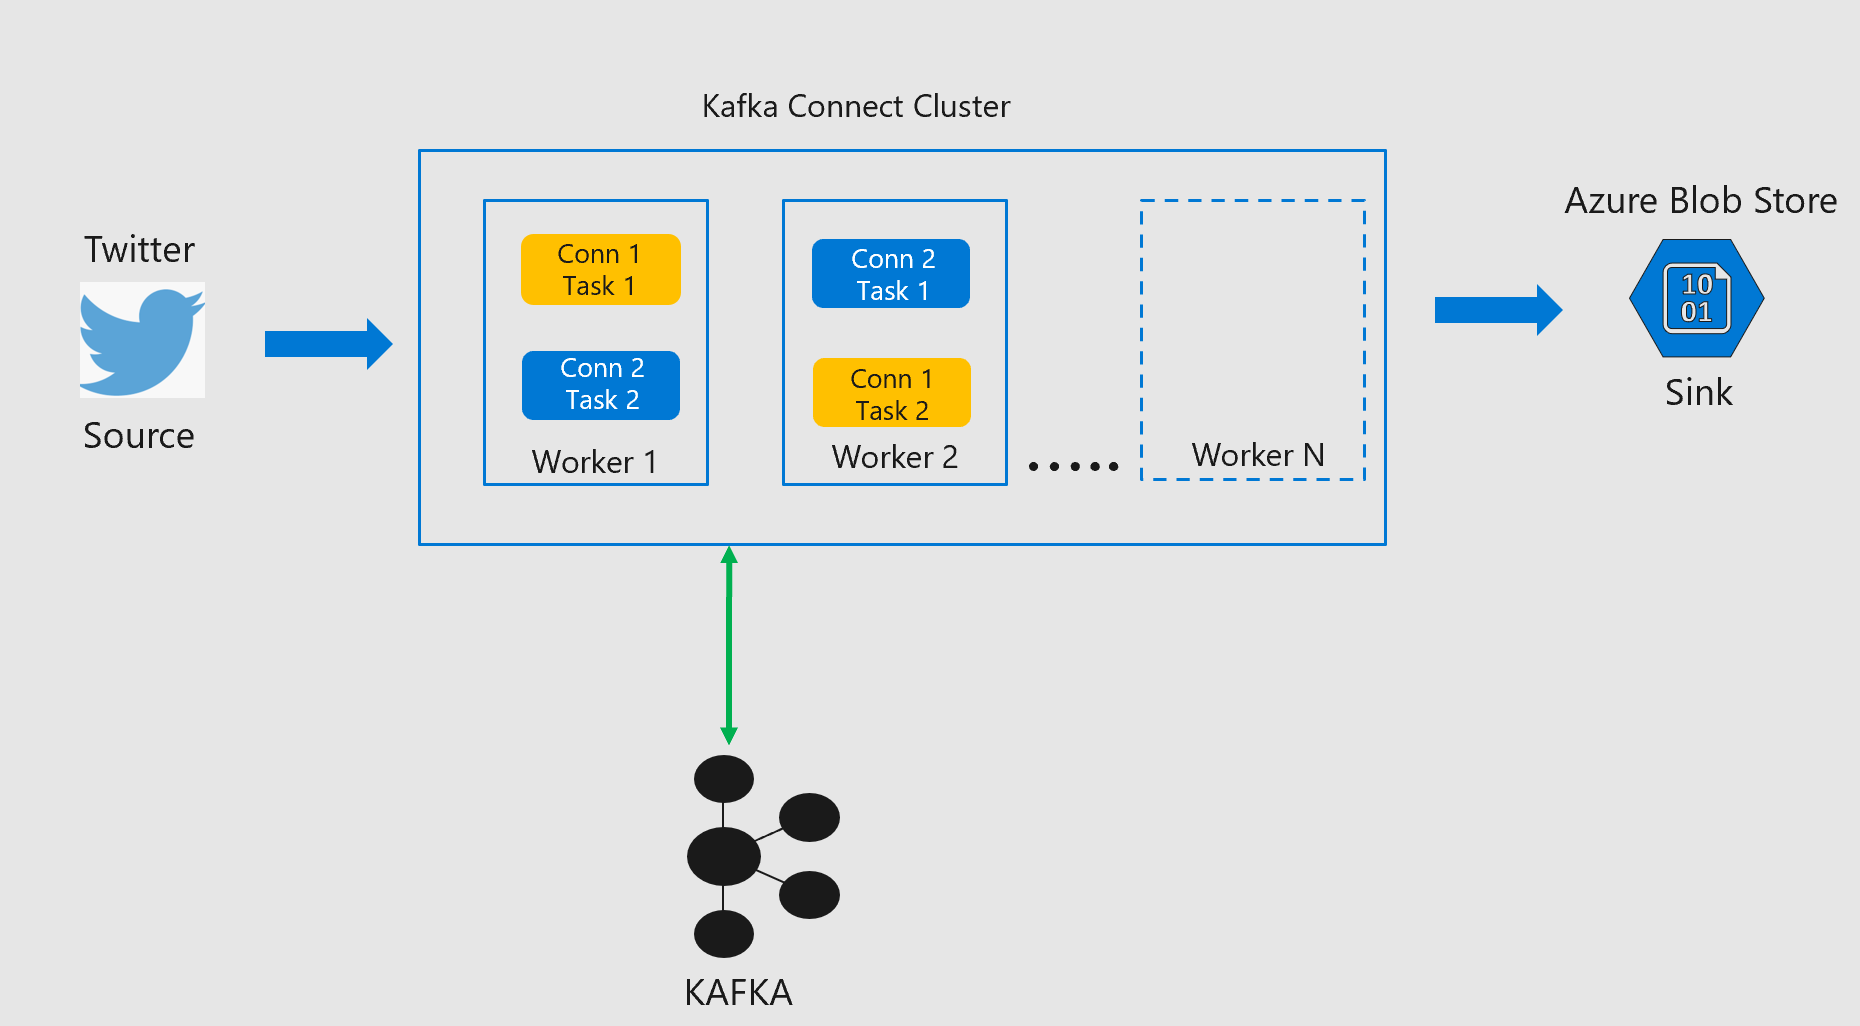 Kafka Connect Cluster
Twitter
Source
Conn 1
Task 1
Conn 2
Task 2
Worker 1
Conn 2
Task 1
Conn 1
Task 2
Worker 2
Worker N
Azure Blob Store
10
01
Sink
KAFKA